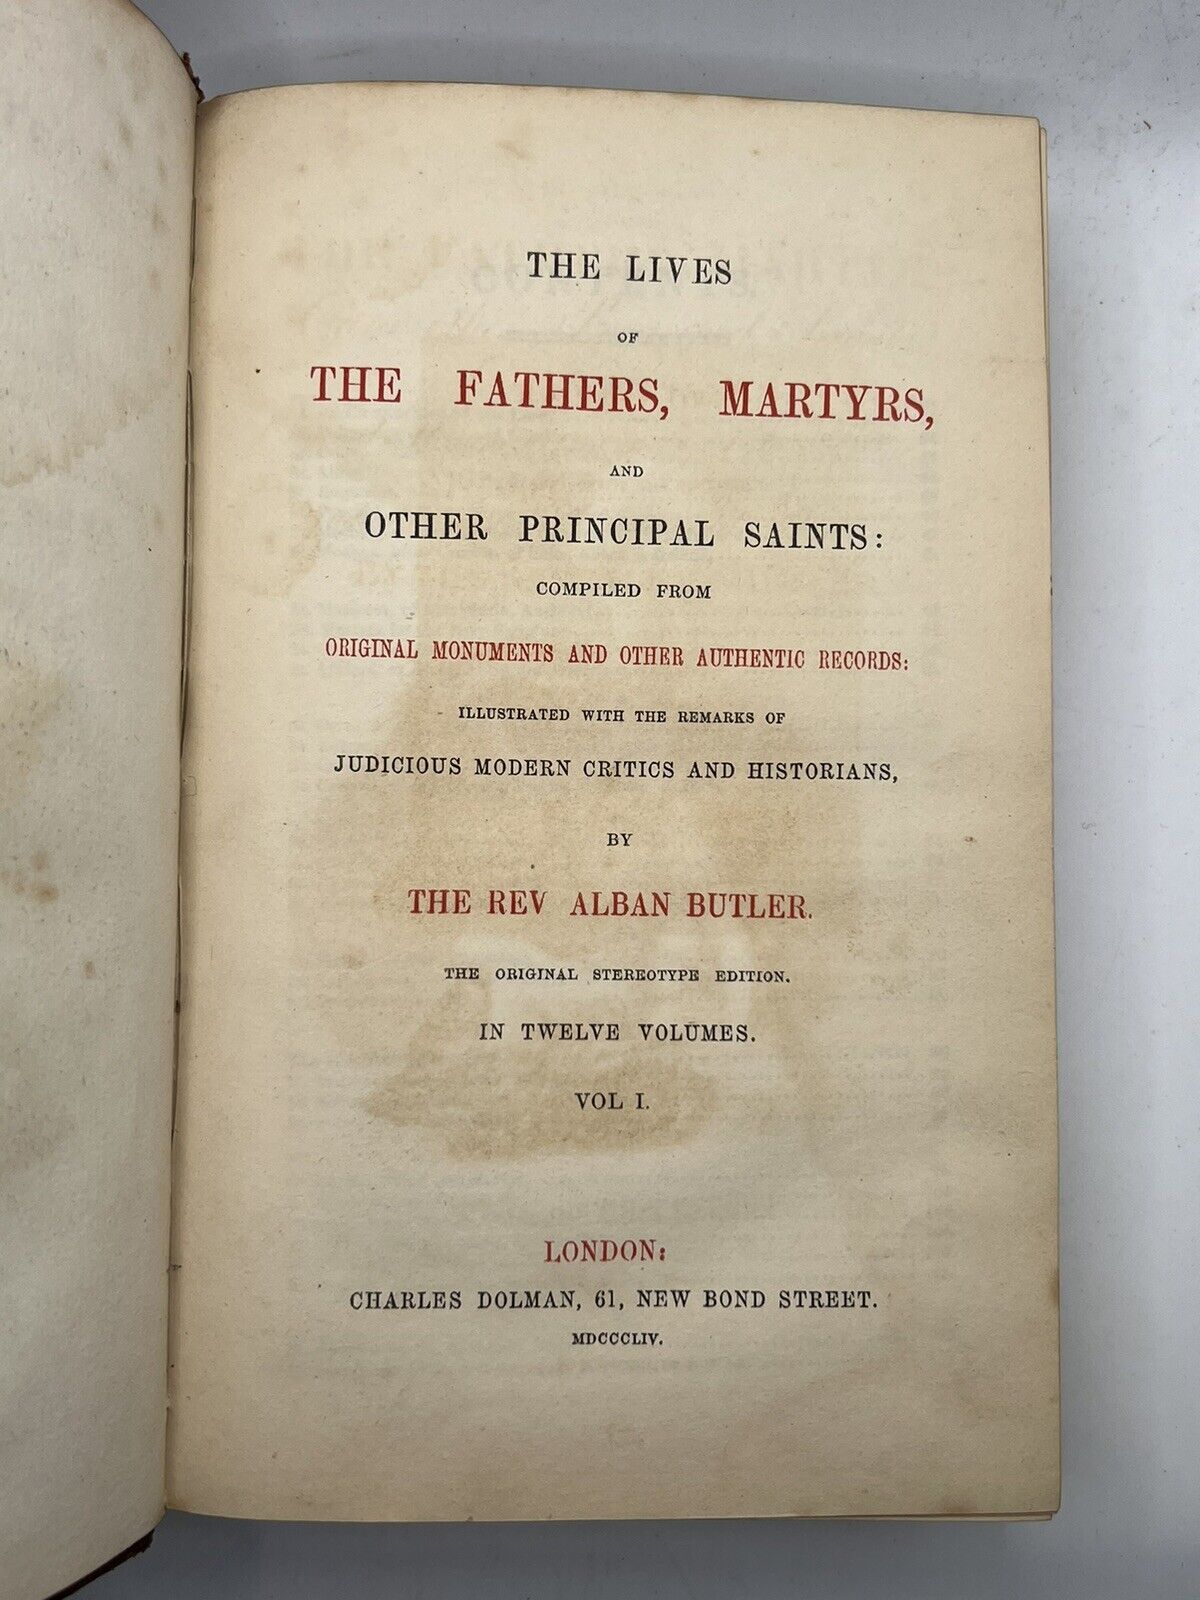 THE LIVES
OF
THE FATHERS, MARTYRS,
AND
OTHER PRINCIPAL SAINTS:
COMPILED FROM
ORIGINAL MONUMENTS AND OTHER AUTHENTIC RECORDS:
ILLUSTRATED WITH THE REMARKS OF
JUDICIOUS MODERN CRITICS AND HISTORIANS,
BY
THE REV ALBAN BUTLER.
THE ORIGINAL STEREOTYPE EDITION.
IN TWELVE VOLUMES.
VOL I.
LONDON:
CHARLES DOLMAN, 61, NEW BOND STREET.
MDCCCLIV.